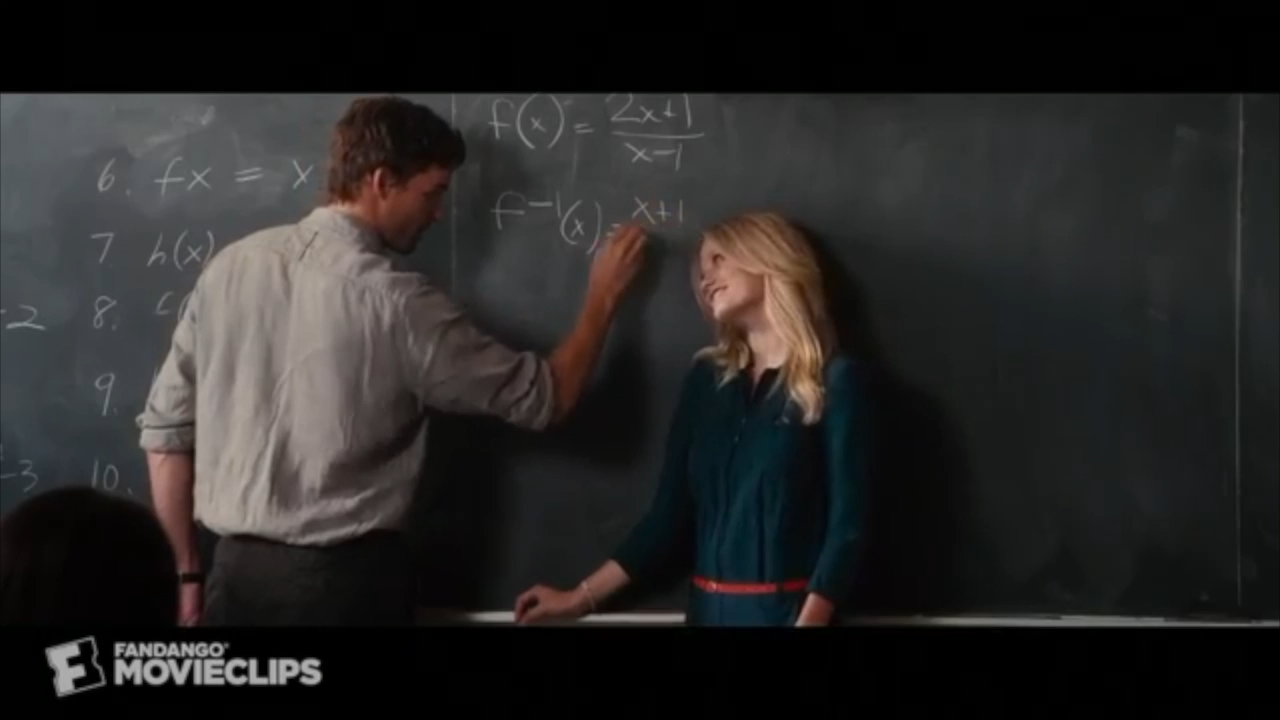 f(x) = 2x+1
x-1
6. fx = x
f-1(x) = x+1
7 h(x)
-2 8.
9.
-3 10.
FANDANGO
MOVIECLIPS